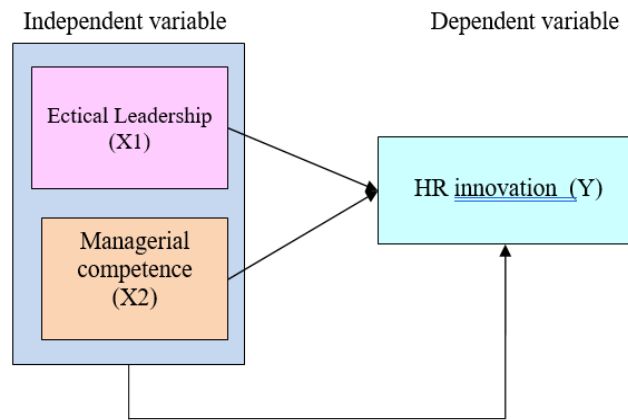 Independent variable
Dependent variable
Ectical Leadership
(X1)
HR innovation (Y)
Managerial
competence
(X2)